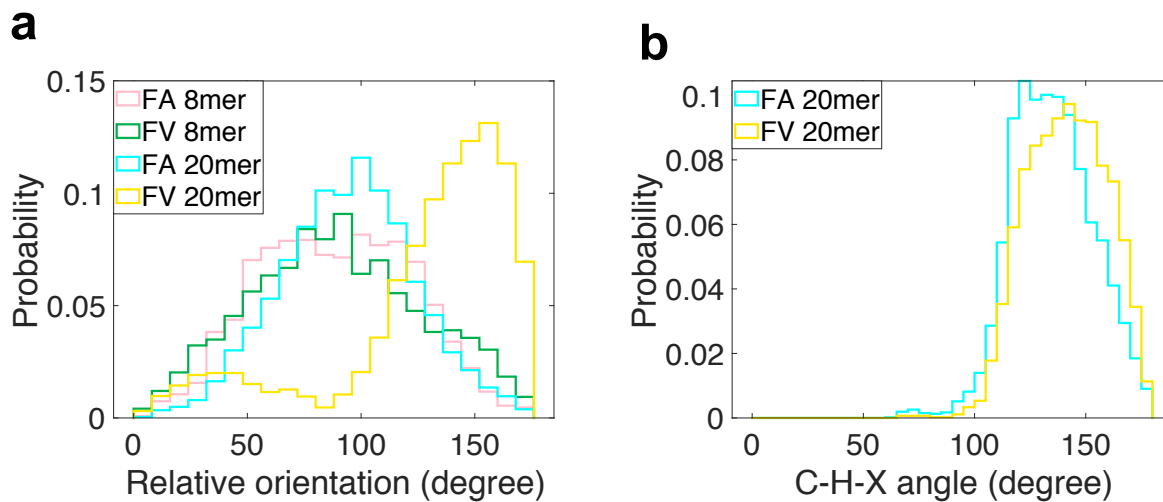 a
0.15
0.1
0.05
0
Probability
FA 8mer
FV 8mer
FA 20mer
FV 20mer
0
50
100
150
Relative orientation (degree)
b
0.1
0.08
0.06
0.04
0.02
0
Probability
FA 20mer
FV 20mer
0
50
100
150
C-H-X angle (degree)